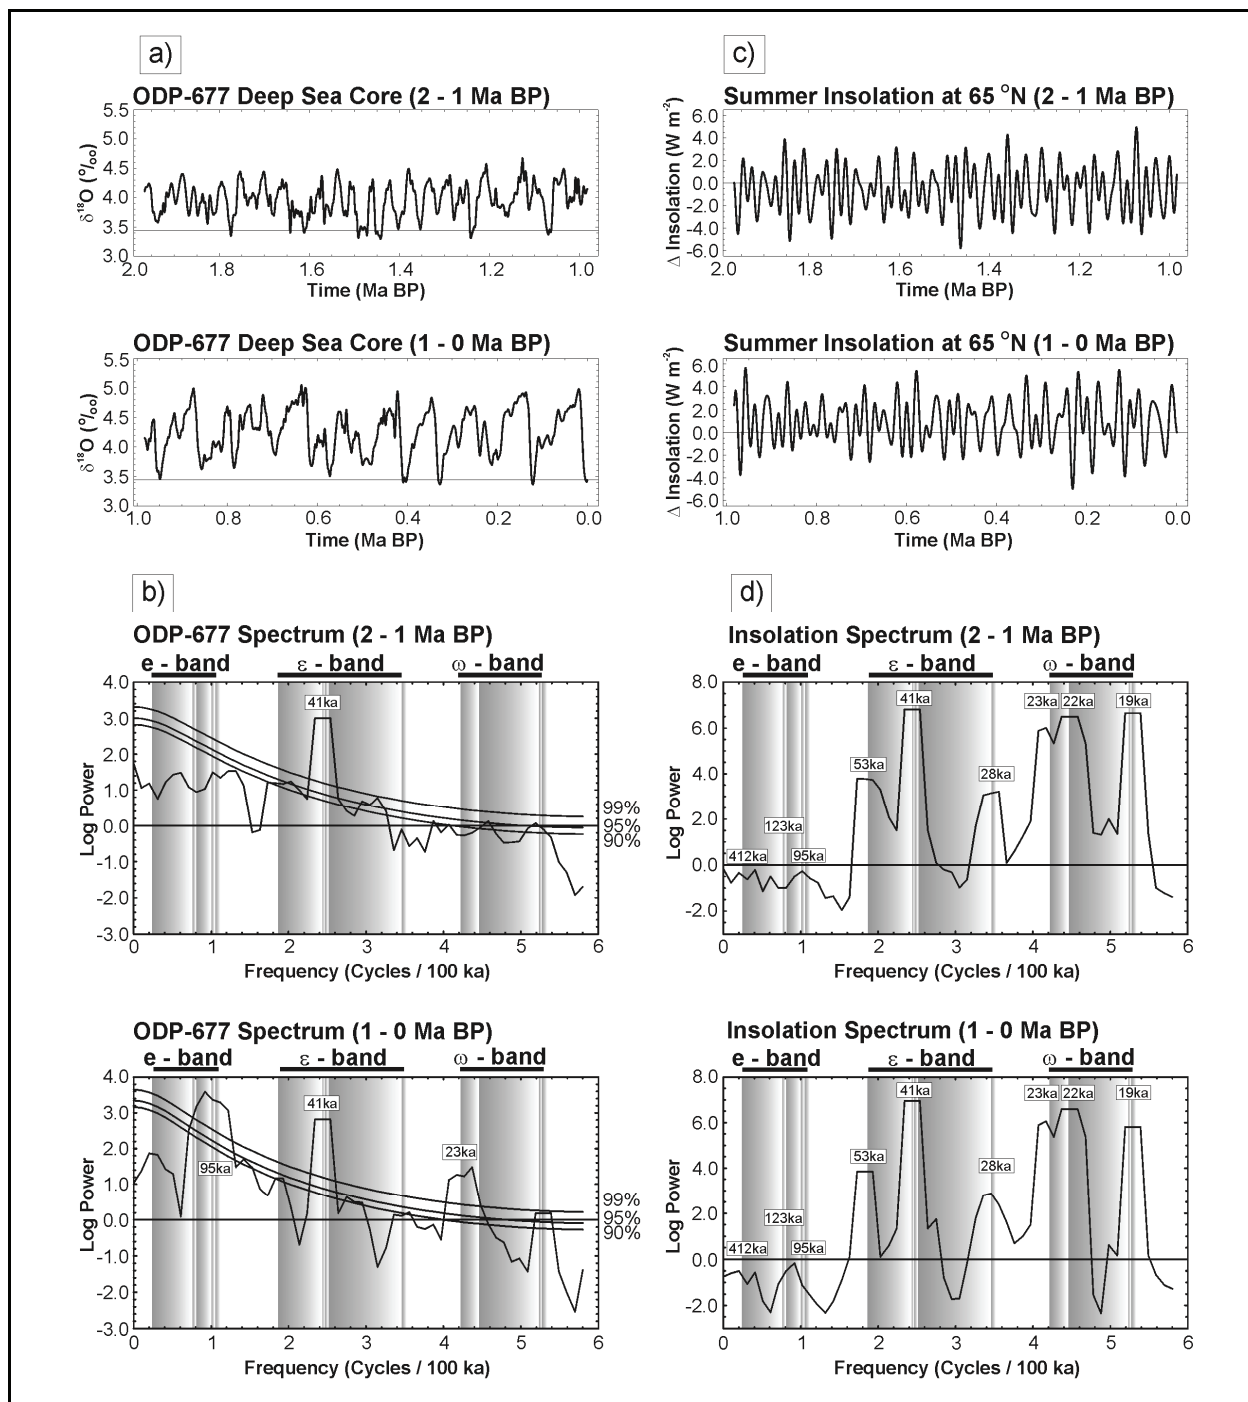 a)
ODP-677 Deep Sea Core (2 - 1 Ma BP)
5.5
5.0
4.5
4.0
3.5
3.0
δ18O (o/oo)
2.0 1.8 1.6 1.4 1.2 1.0
Time (Ma BP)
ODP-677 Deep Sea Core (1 - 0 Ma BP)
5.5
5.0
4.5
4.0
3.5
3.0
δ18O (o/oo)
1.0 0.8 0.6 0.4 0.2 0.0
Time (Ma BP)
c)
Summer Insolation at 65 oN (2 - 1 Ma BP)
6.0
4.0
2.0
0.0
-2.0
-4.0
-6.0
Δ Insolation (W m-2)
2.0 1.8 1.6 1.4 1.2 1.0
Time (Ma BP)
Summer Insolation at 65 oN (1 - 0 Ma BP)
6.0
4.0
2.0
0.0
-2.0
-4.0
-6.0
Δ Insolation (W m-2)
1.0 0.8 0.6 0.4 0.2 0.0
Time (Ma BP)
b)
ODP-677 Spectrum (2 - 1 Ma BP)
e - band ε - band ω - band
4.0
3.0
2.0
1.0
0.0
-1.0
-2.0
-3.0
Log Power
41ka
99%
95%
90%
0 1 2 3 4 5 6
Frequency (Cycles / 100 ka)
ODP-677 Spectrum (1 - 0 Ma BP)
e - band ε - band ω - band
4.0
3.0
2.0
1.0
0.0
-1.0
-2.0
-3.0
Log Power
95ka 41ka 23ka
99%
95%
90%
0 1 2 3 4 5 6
Frequency (Cycles / 100 ka)
d)
Insolation Spectrum (2 - 1 Ma BP)
e - band ε - band ω - band
8.0
6.0
4.0
2.0
0.0
-2.0
Log Power
412ka 123ka 95ka 53ka 41ka 28ka 23ka 22ka 19ka
0 1 2 3 4 5 6
Frequency (Cycles / 100 ka)
Insolation Spectrum (1 - 0 Ma BP)
e - band ε - band ω - band
8.0
6.0
4.0
2.0
0.0
-2.0
Log Power
412ka 123ka 95ka 53ka 41ka 28ka 23ka 22ka 19ka
0 1 2 3 4 5 6
Frequency (Cycles / 100 ka)